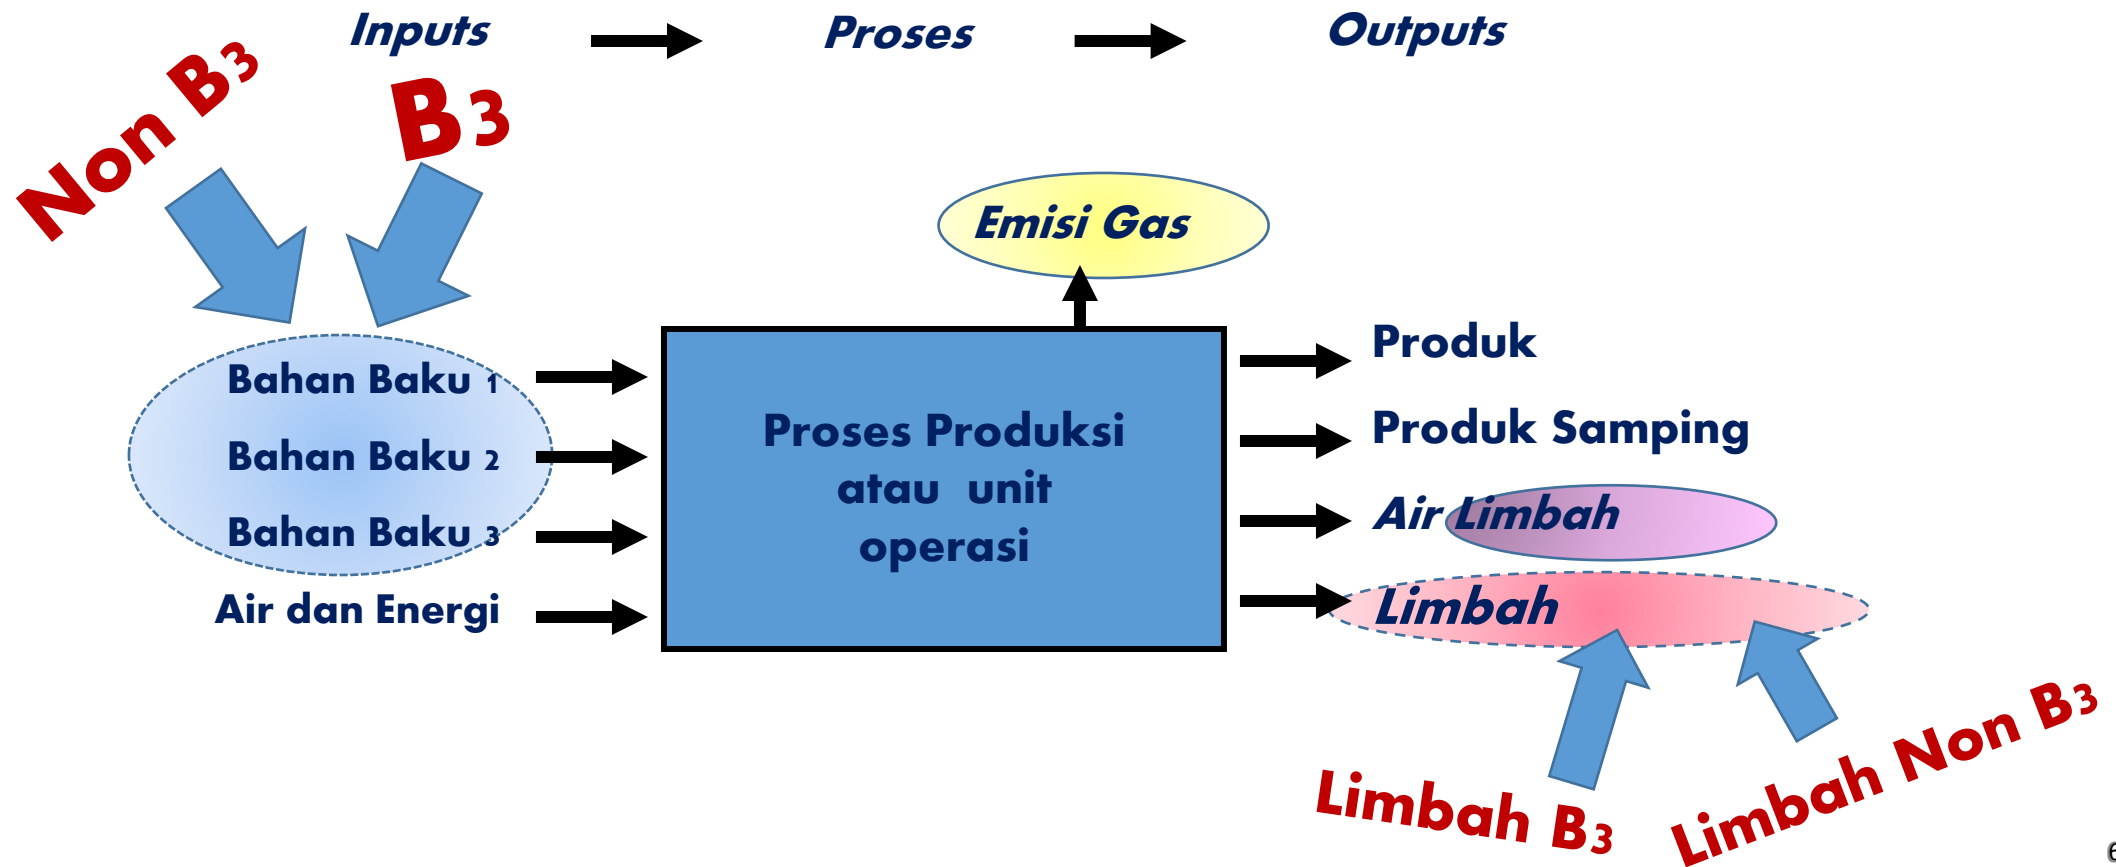 Inputs
Proses
Outputs
Non B3
B3
Emisi Gas
Bahan Baku 1
Bahan Baku 2
Bahan Baku 3
Air dan Energi
Proses Produksi
atau unit
operasi
Produk
Produk Samping
Air Limbah
Limbah
Limbah B3
Limbah Non B3